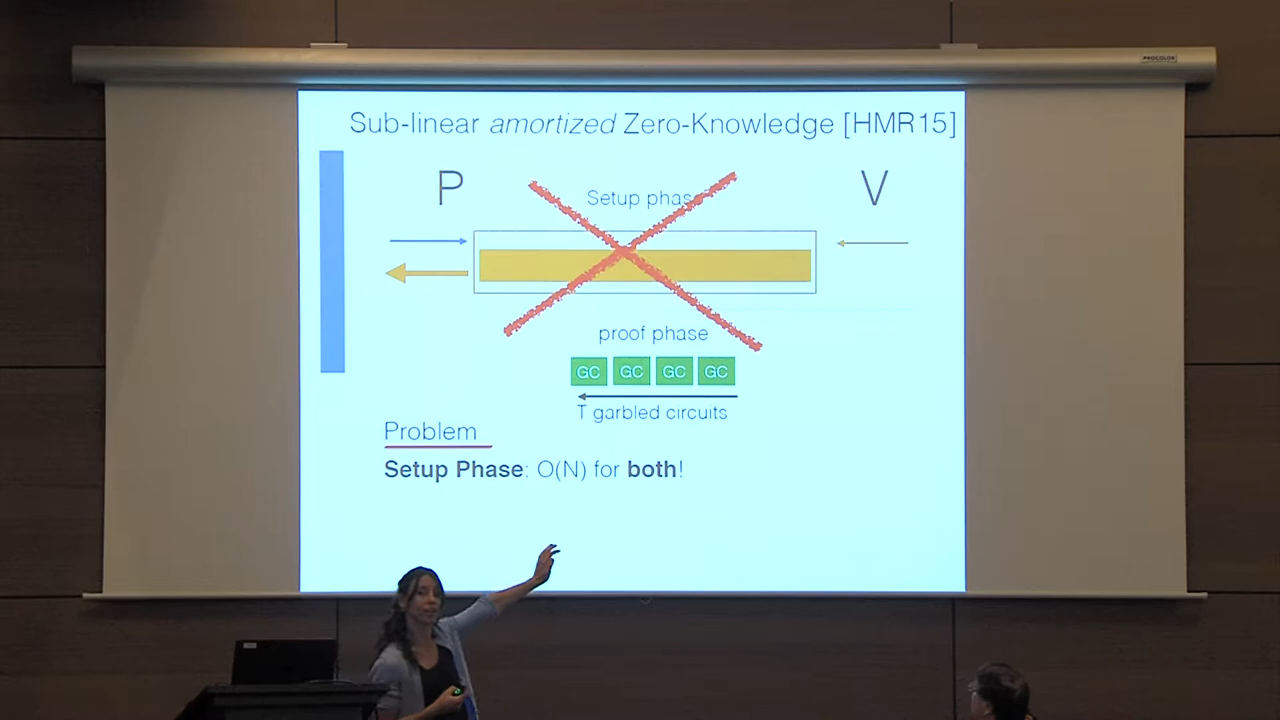 PROCOLOR
Sub-linear amortized Zero-Knowledge [HMR15]
P
Setup phase
V
proof phase
GC GC GC GC
T garbled circuits
Problem
Setup Phase: O(N) for both!